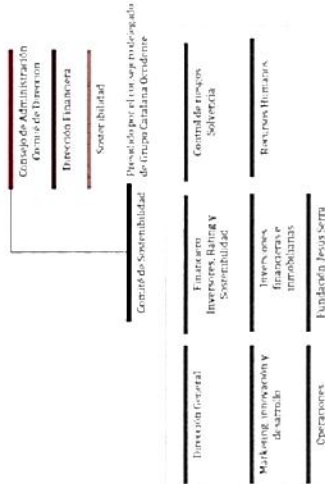 Consejo de Administración
Comité de Dirección
Dirección Financiera
Sostenibilidad
Comité de Sostenibilidad
Presidido por el consejero delegado
de Grupo Catalana Occidente
Dirección General
Financiero
Inversores, Rating y
Sostenibilidad
Control de riesgos
Solvencia
Marketing, innovación y
desarrollo
Inversiones
financieras e
inmobiliarias
Recursos Humanos
Operaciones
Fundación Jesús Serra